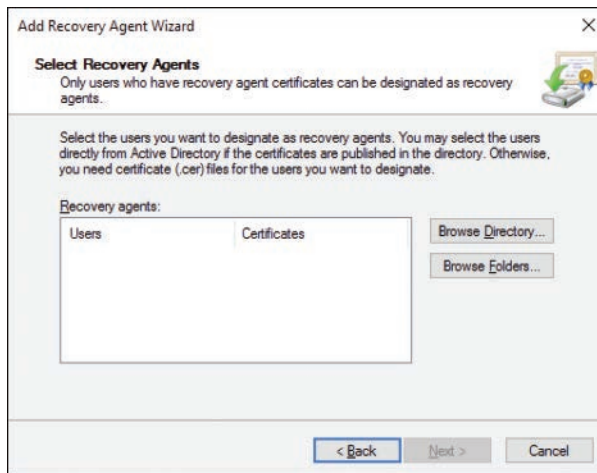 Add Recovery Agent Wizard
Select Recovery Agents
Only users who have recovery agent certificates can be designated as recovery
agents.
Select the users you want to designate as recovery agents. You may select the users
directly from Active Directory if the certificates are published in the directory. Otherwise,
you need certificate (.cer) files for the users you want to designate.
Recovery agents:
Users Certificates
Browse Directory...
Browse Folders...
< Back Next > Cancel